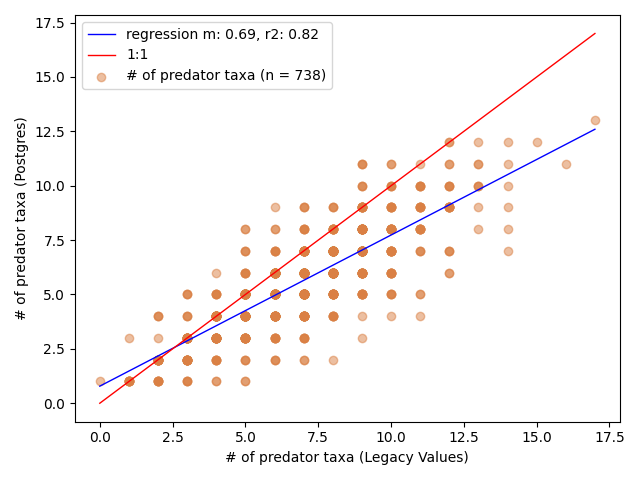 17.5
15.0
12.5
10.0
7.5
5.0
2.5
0.0
# of predator taxa (Postgres)
regression m: 0.69, r2: 0.82
1:1
# of predator taxa (n = 738)
0.0 2.5 5.0 7.5 10.0 12.5 15.0 17.5
# of predator taxa (Legacy Values)